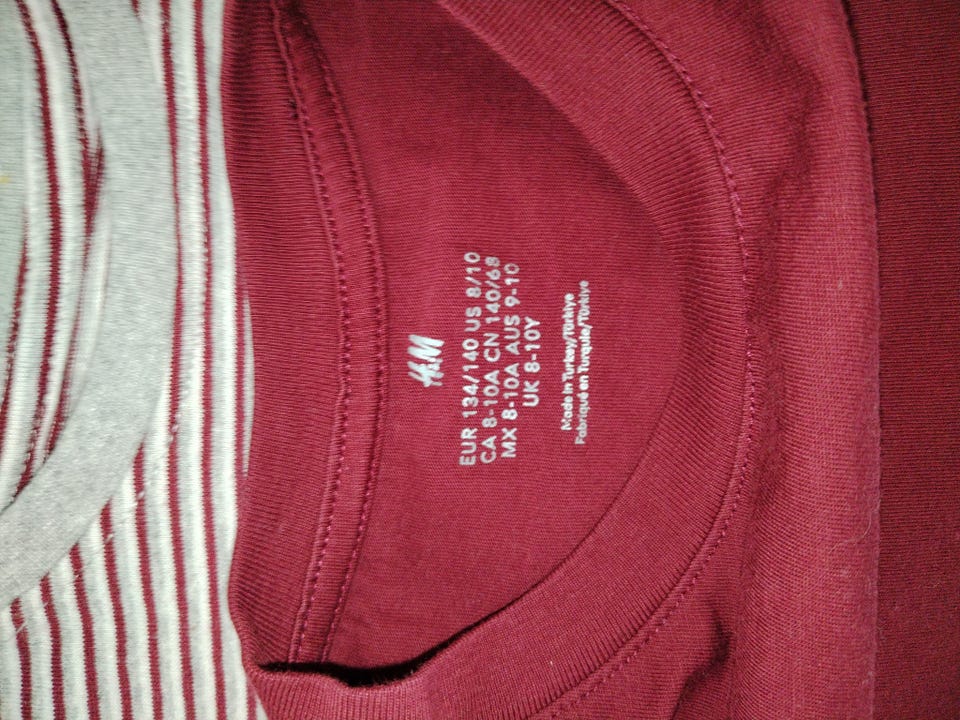 H&M
EUR 134/140 US 8/10
CA 8-10A CN 140/68
MX 8-10A AUS 9-10
UK 8-10Y
Made in Turkey/Türkiye
Fabriqué en Turquie/Türkiye